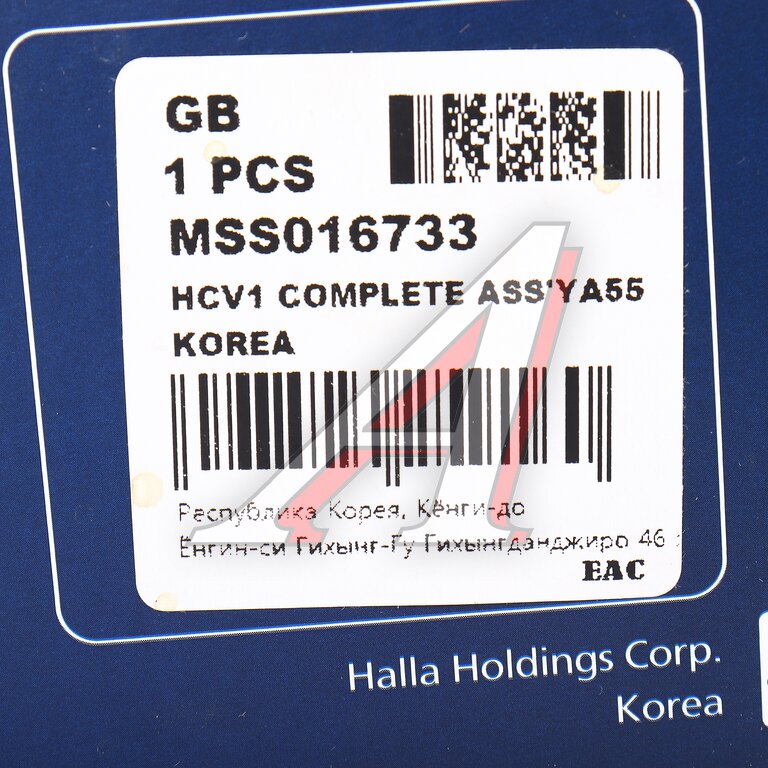 GB
1 PCS
MSS016733
HCV1 COMPLETE ASS'YA55
KOREA
Республика Корея, Кёнги-до
Ёнгин-си Гихынг-Гу Гихынгданджиро 46
EAC
Halla Holdings Corp.
Korea